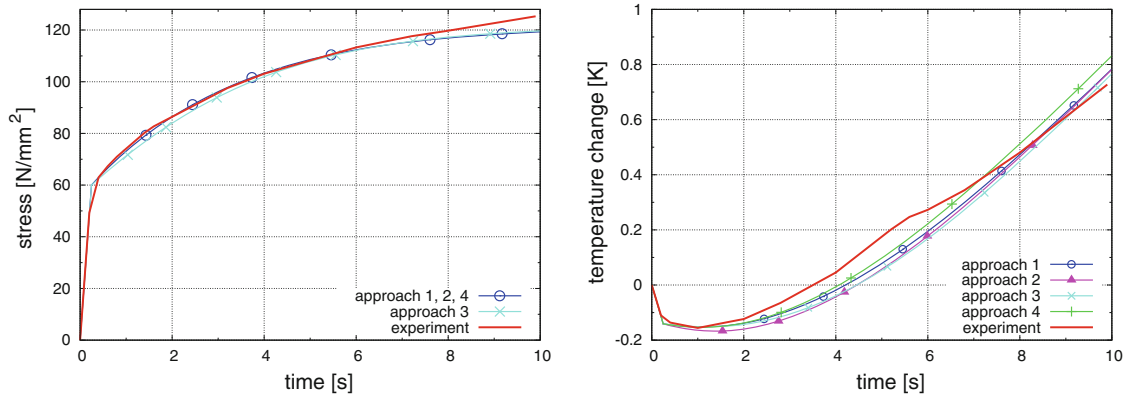 120
100
80
60
40
20
0
stress [N/mm²]
0 2 4 6 8 10
time [s]
approach 1, 2, 4
approach 3
experiment
1
0.8
0.6
0.4
0.2
0
-0.2
temperature change [K]
0 2 4 6 8 10
time [s]
approach 1
approach 2
approach 3
approach 4
experiment